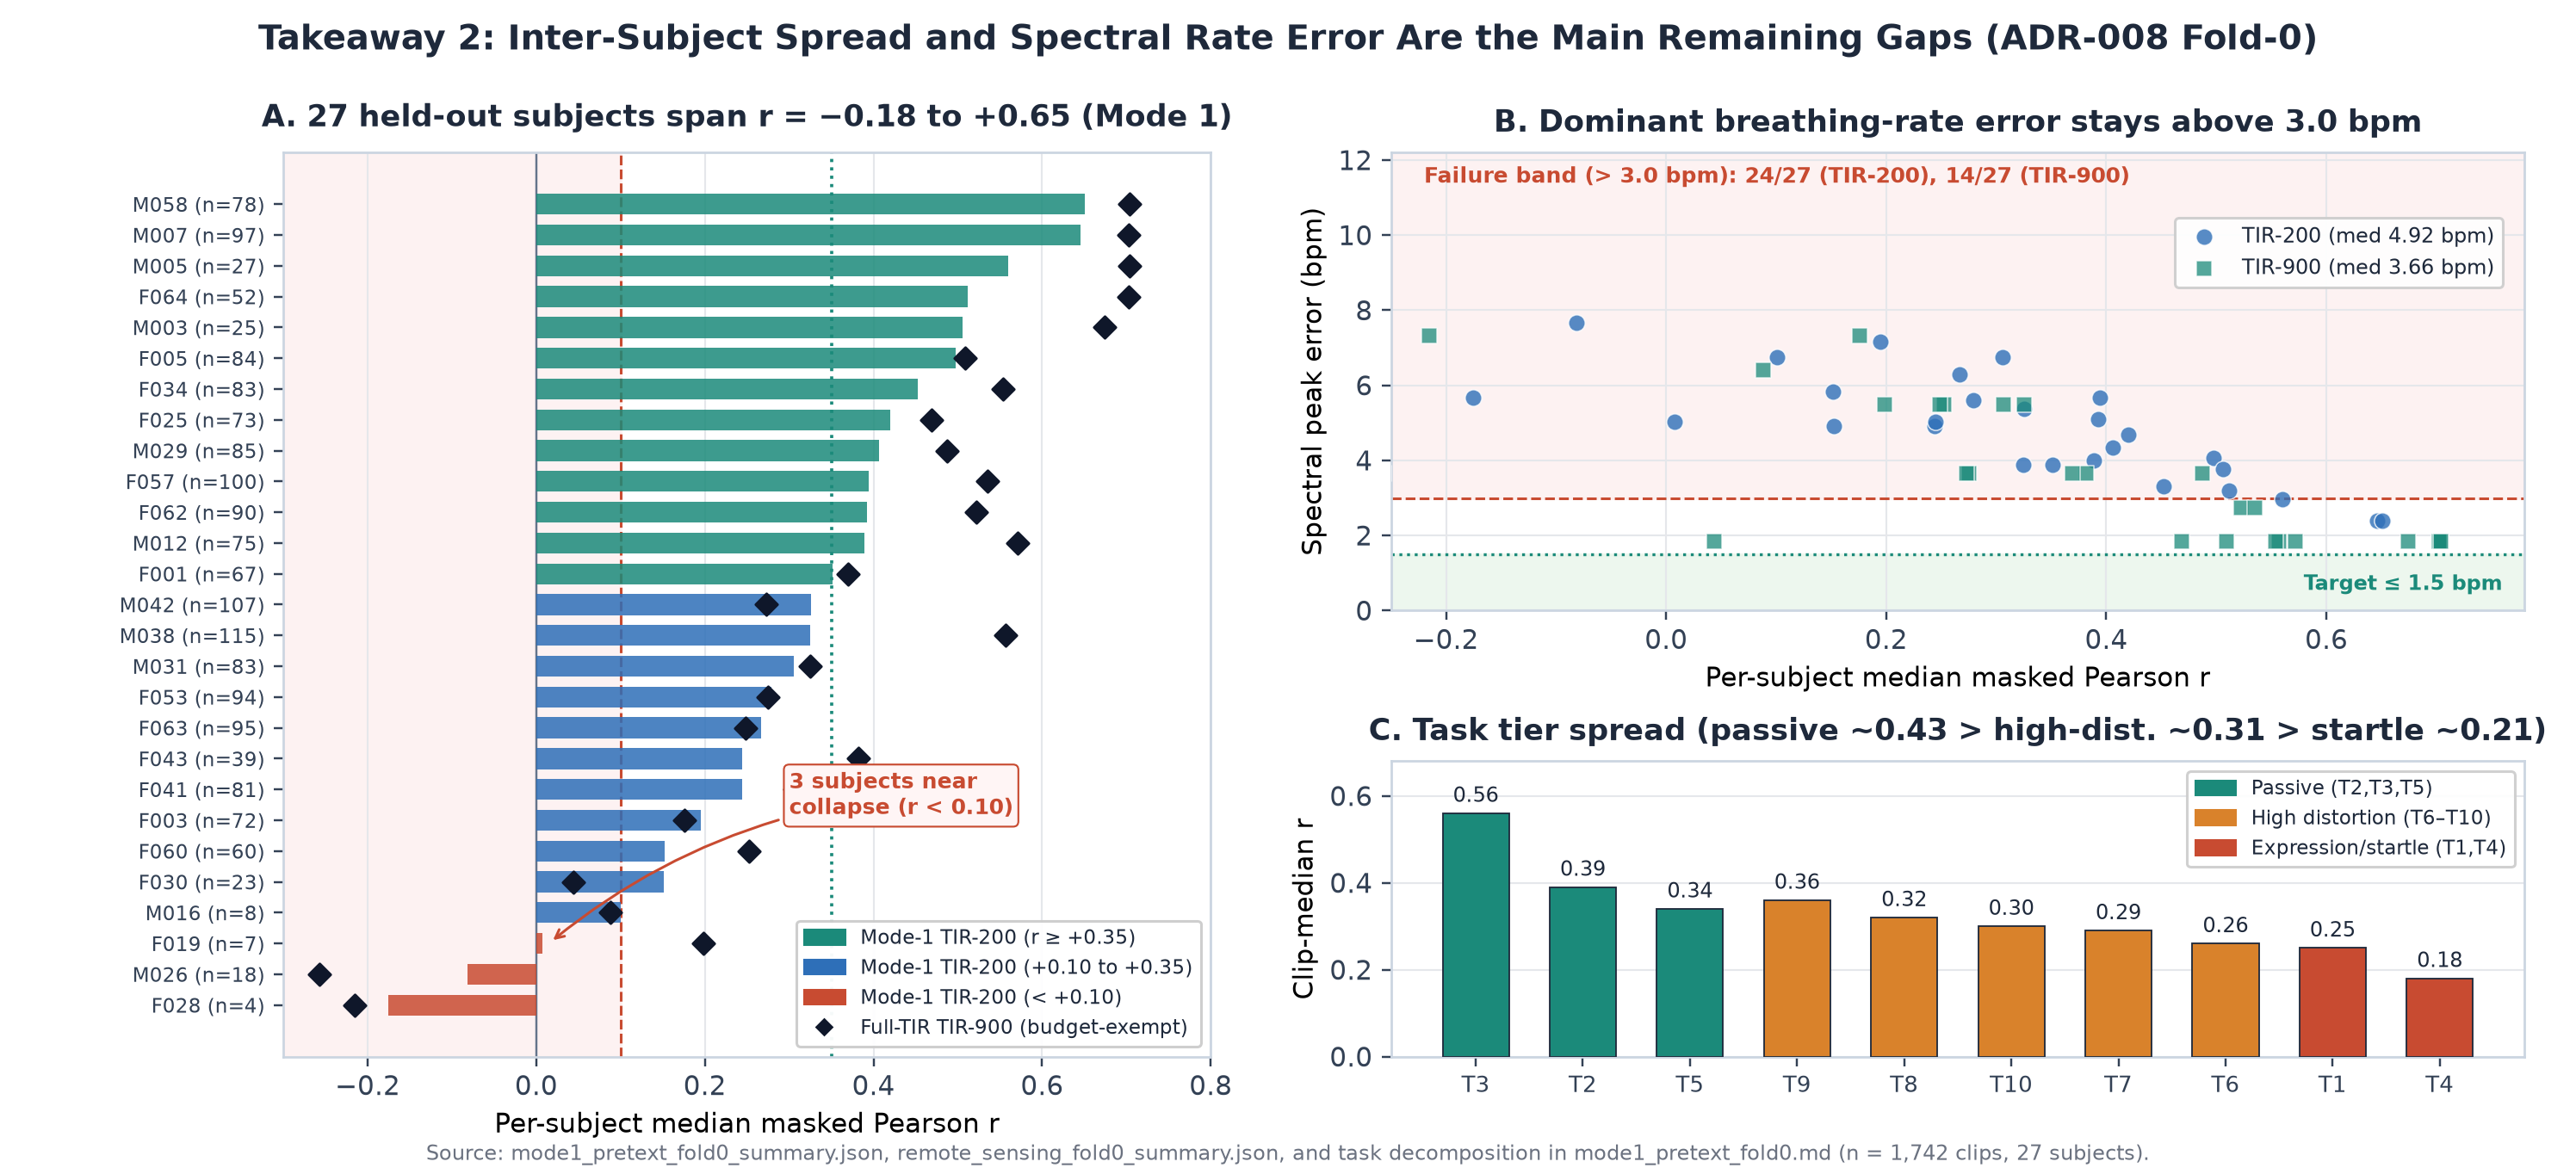 Takeaway 2: Inter-Subject Spread and Spectral Rate Error Are the Main Remaining Gaps (ADR-008 Fold-0)
A. 27 held-out subjects span r = −0.18 to +0.65 (Mode 1)
M058 (n=78)
M007 (n=97)
M005 (n=27)
F064 (n=52)
M003 (n=25)
F005 (n=84)
F034 (n=83)
F025 (n=73)
M029 (n=85)
F057 (n=100)
F062 (n=90)
M012 (n=75)
F001 (n=67)
M042 (n=107)
M038 (n=115)
M031 (n=83)
F053 (n=94)
F063 (n=95)
F043 (n=39)
F041 (n=81)
F003 (n=72)
F060 (n=60)
F030 (n=23)
M016 (n=8)
F019 (n=7)
M026 (n=18)
F028 (n=4)
3 subjects near
collapse (r < 0.10)
Mode-1 TIR-200 (r ≥ +0.35)
Mode-1 TIR-200 (+0.10 to +0.35)
Mode-1 TIR-200 (< +0.10)
Full-TIR TIR-900 (budget-exempt)
−0.2 0.0 0.2 0.4 0.6 0.8
Per-subject median masked Pearson r
B. Dominant breathing-rate error stays above 3.0 bpm
Spectral peak error (bpm)
12
10
8
6
4
2
0
Failure band (> 3.0 bpm): 24/27 (TIR-200), 14/27 (TIR-900)
TIR-200 (med 4.92 bpm)
TIR-900 (med 3.66 bpm)
Target ≤ 1.5 bpm
−0.2 0.0 0.2 0.4 0.6
Per-subject median masked Pearson r
C. Task tier spread (passive ~0.43 > high-dist. ~0.31 > startle ~0.21)
Clip-median r
0.6
0.4
0.2
0.0
0.56
0.39
0.34
0.36
0.32
0.30
0.29
0.26
0.25
0.18
Passive (T2,T3,T5)
High distortion (T6–T10)
Expression/startle (T1,T4)
T3 T2 T5 T9 T8 T10 T7 T6 T1 T4
Source: mode1_pretext_fold0_summary.json, remote_sensing_fold0_summary.json, and task decomposition in mode1_pretext_fold0.md (n = 1,742 clips, 27 subjects).